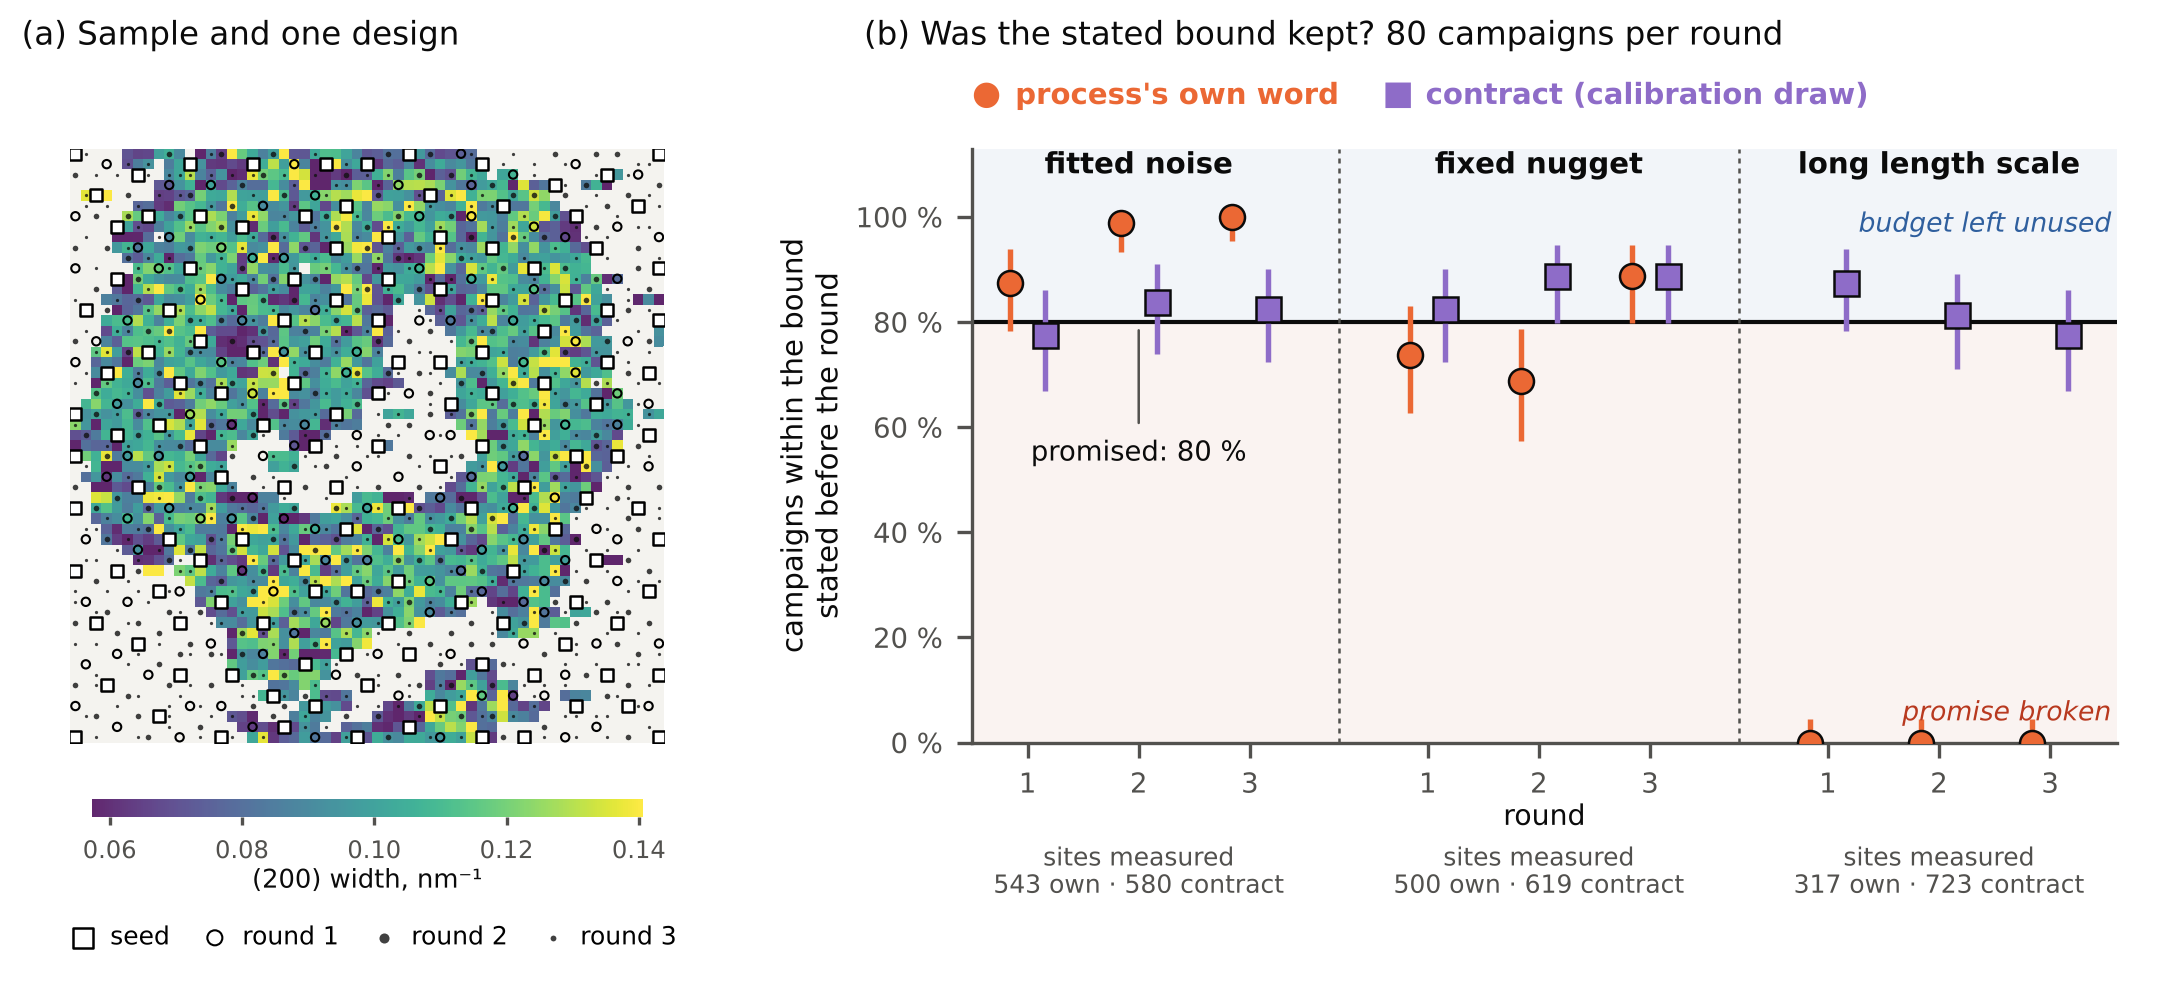 (a) Sample and one design
0.06 0.08 0.10 0.12 0.14
(200) width, nm⁻¹
seed round 1 round 2 round 3
(b) Was the stated bound kept? 80 campaigns per round
process's own word contract (calibration draw)
campaigns within the bound
stated before the round
100 %
80 %
60 %
40 %
20 %
0 %
fitted noise fixed nugget long length scale
budget left unused
promised: 80 %
promise broken
1 2 3 1 2 3 1 2 3
round
sites measured
543 own · 580 contract
sites measured
500 own · 619 contract
sites measured
317 own · 723 contract